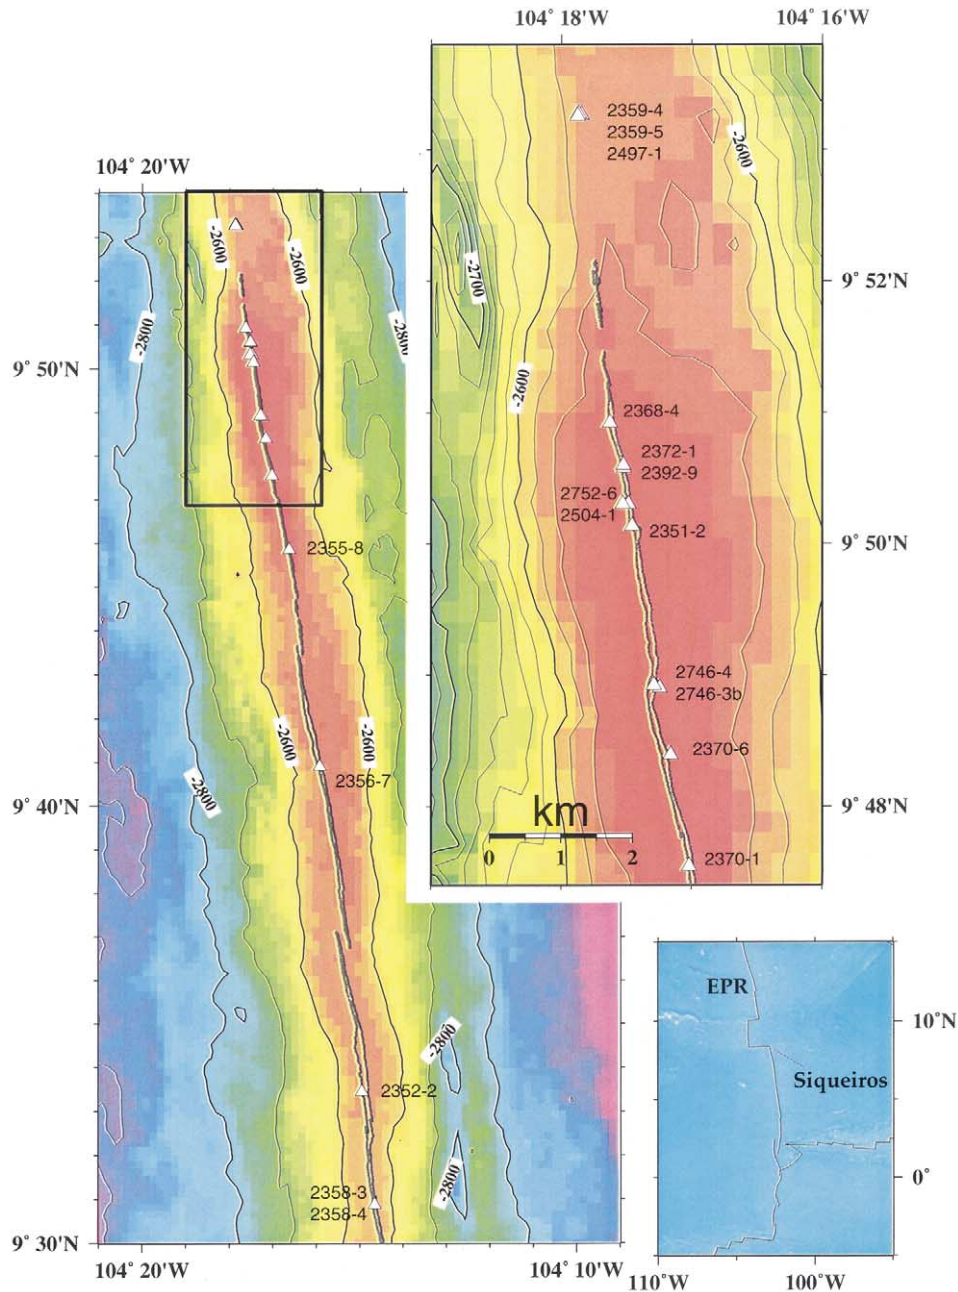 104° 18'W
104° 16'W
2359-4
2359-5
2497-1
-2600
104° 20'W
-2600
-2600
-2700
9° 52'N
-2800
-2800
-2600
9° 50'N
2368-4
2372-1
2392-9
2752-6
2504-1
2351-2
9° 50'N
2355-8
2746-4
2746-3b
-2600
-2600
2370-6
2356-7
-2800
9° 40'N
km
9° 48'N
0
1
2
2370-1
EPR
10°N
-2800
Siqueiros
2352-2
-2800
0°
2358-3
2358-4
9° 30'N
104° 20'W
104° 10'W
110°W
100°W